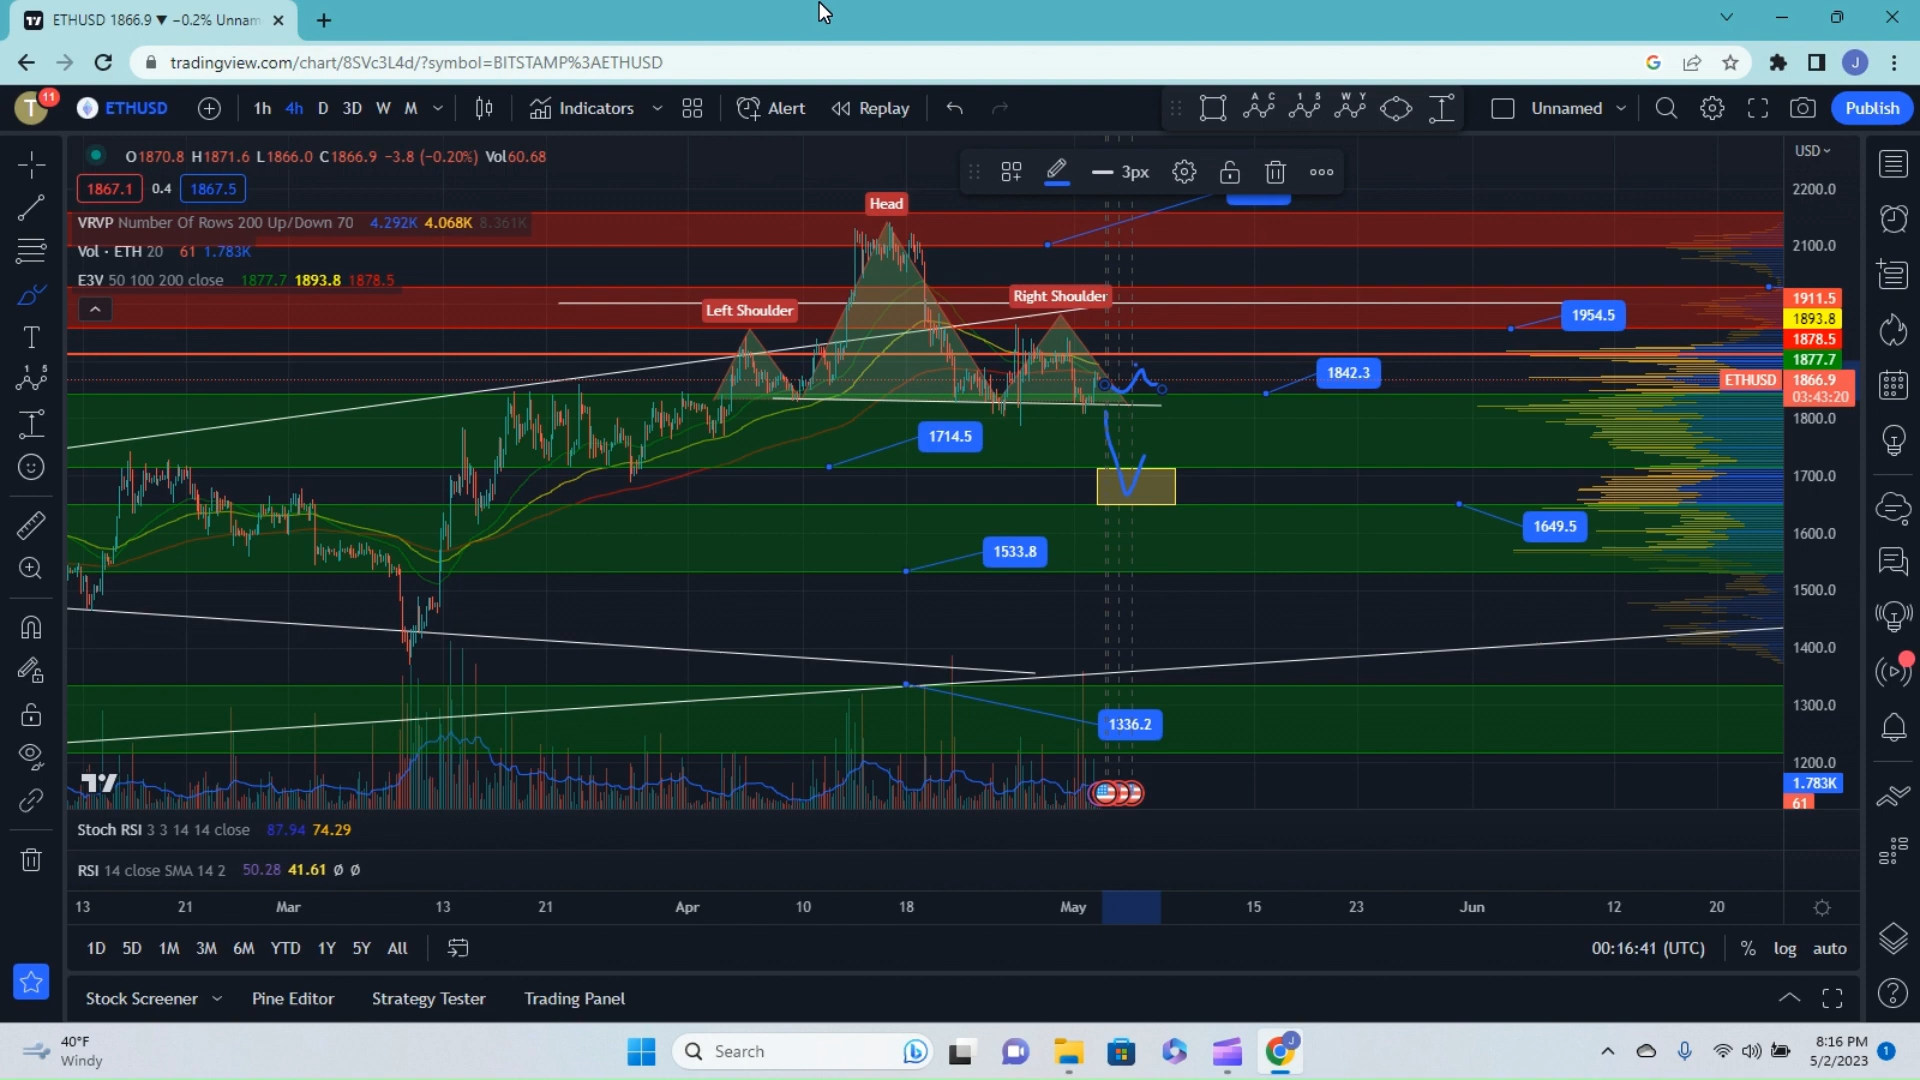 ETHUSD 1866.9 ▼ −0.2% Unnam
tradingview.com/chart/8SVc3L4d/?symbol=BITSTAMP%3AETHUSD
J
T 11 ETHUSD 1h 4h D 3D W M Indicators Alert Replay A C 1 5 W Y Unnamed Publish
O1870.8 H1871.6 L1866.0 C1866.9 −3.8 (−0.20%) Vol60.68
USD
1867.1 0.4 1867.5
3px
VRVP Number Of Rows 200 Up/Down 70 4.292K 4.068K 8.361K
Vol · ETH 20 61 1.783K
E3V 50 100 200 close 1877.7 1893.8 1878.5
Head
Left Shoulder
Right Shoulder
1954.5
1842.3
1714.5
1649.5
1533.8
1336.2
2200.0
2100.0
1911.5
1893.8
1878.5
1877.7
ETHUSD 1866.9
03:43:20
1800.0
1700.0
1600.0
1500.0
1400.0
1300.0
1200.0
1.783K
61
1 5
Stoch RSI 3 3 14 14 close 87.94 74.29
RSI 14 close SMA 14 2 50.28 41.61 Ø Ø
13 21 Mar 13 21 Apr 10 18 May 15 23 Jun 12 20
1D 5D 1M 3M 6M YTD 1Y 5Y All 00:16:41 (UTC) % log auto
Stock Screener Pine Editor Strategy Tester Trading Panel
40°F
Windy
Search
J
8:16 PM
5/2/2023
1